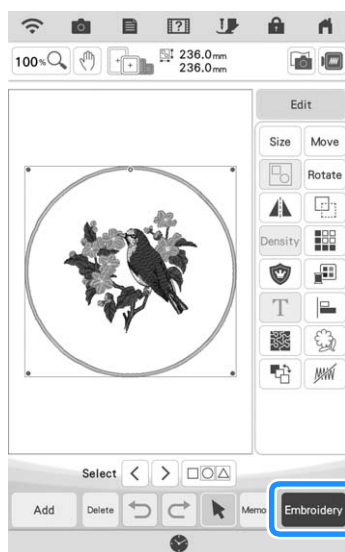 100%
236.0mm
236.0mm
Edit
Size Move
Rotate
Density
T
Select
Add Delete Memo Embroidery